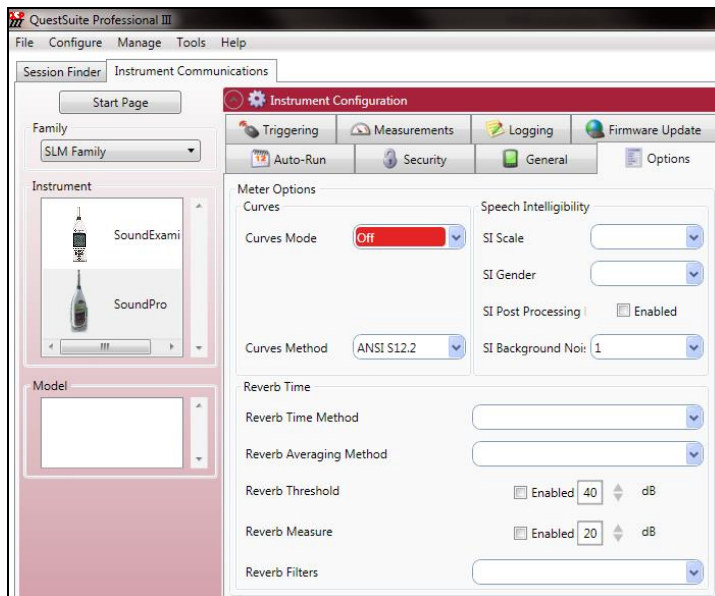 QuestSuite Professional III
File Configure Manage Tools Help
Session Finder Instrument Communications
Start Page
Family
SLM Family
Instrument
SoundExami
SoundPro
Model
Instrument Configuration
Triggering Measurements Logging Firmware Update
Auto-Run Security General Options
Meter Options
Curves
Curves Mode Off
Curves Method ANSI S12.2
Speech Intelligibility
SI Scale
SI Gender
SI Post Processing Enabled
SI Background Nois 1
Reverb Time
Reverb Time Method
Reverb Averaging Method
Reverb Threshold Enabled 40 dB
Reverb Measure Enabled 20 dB
Reverb Filters